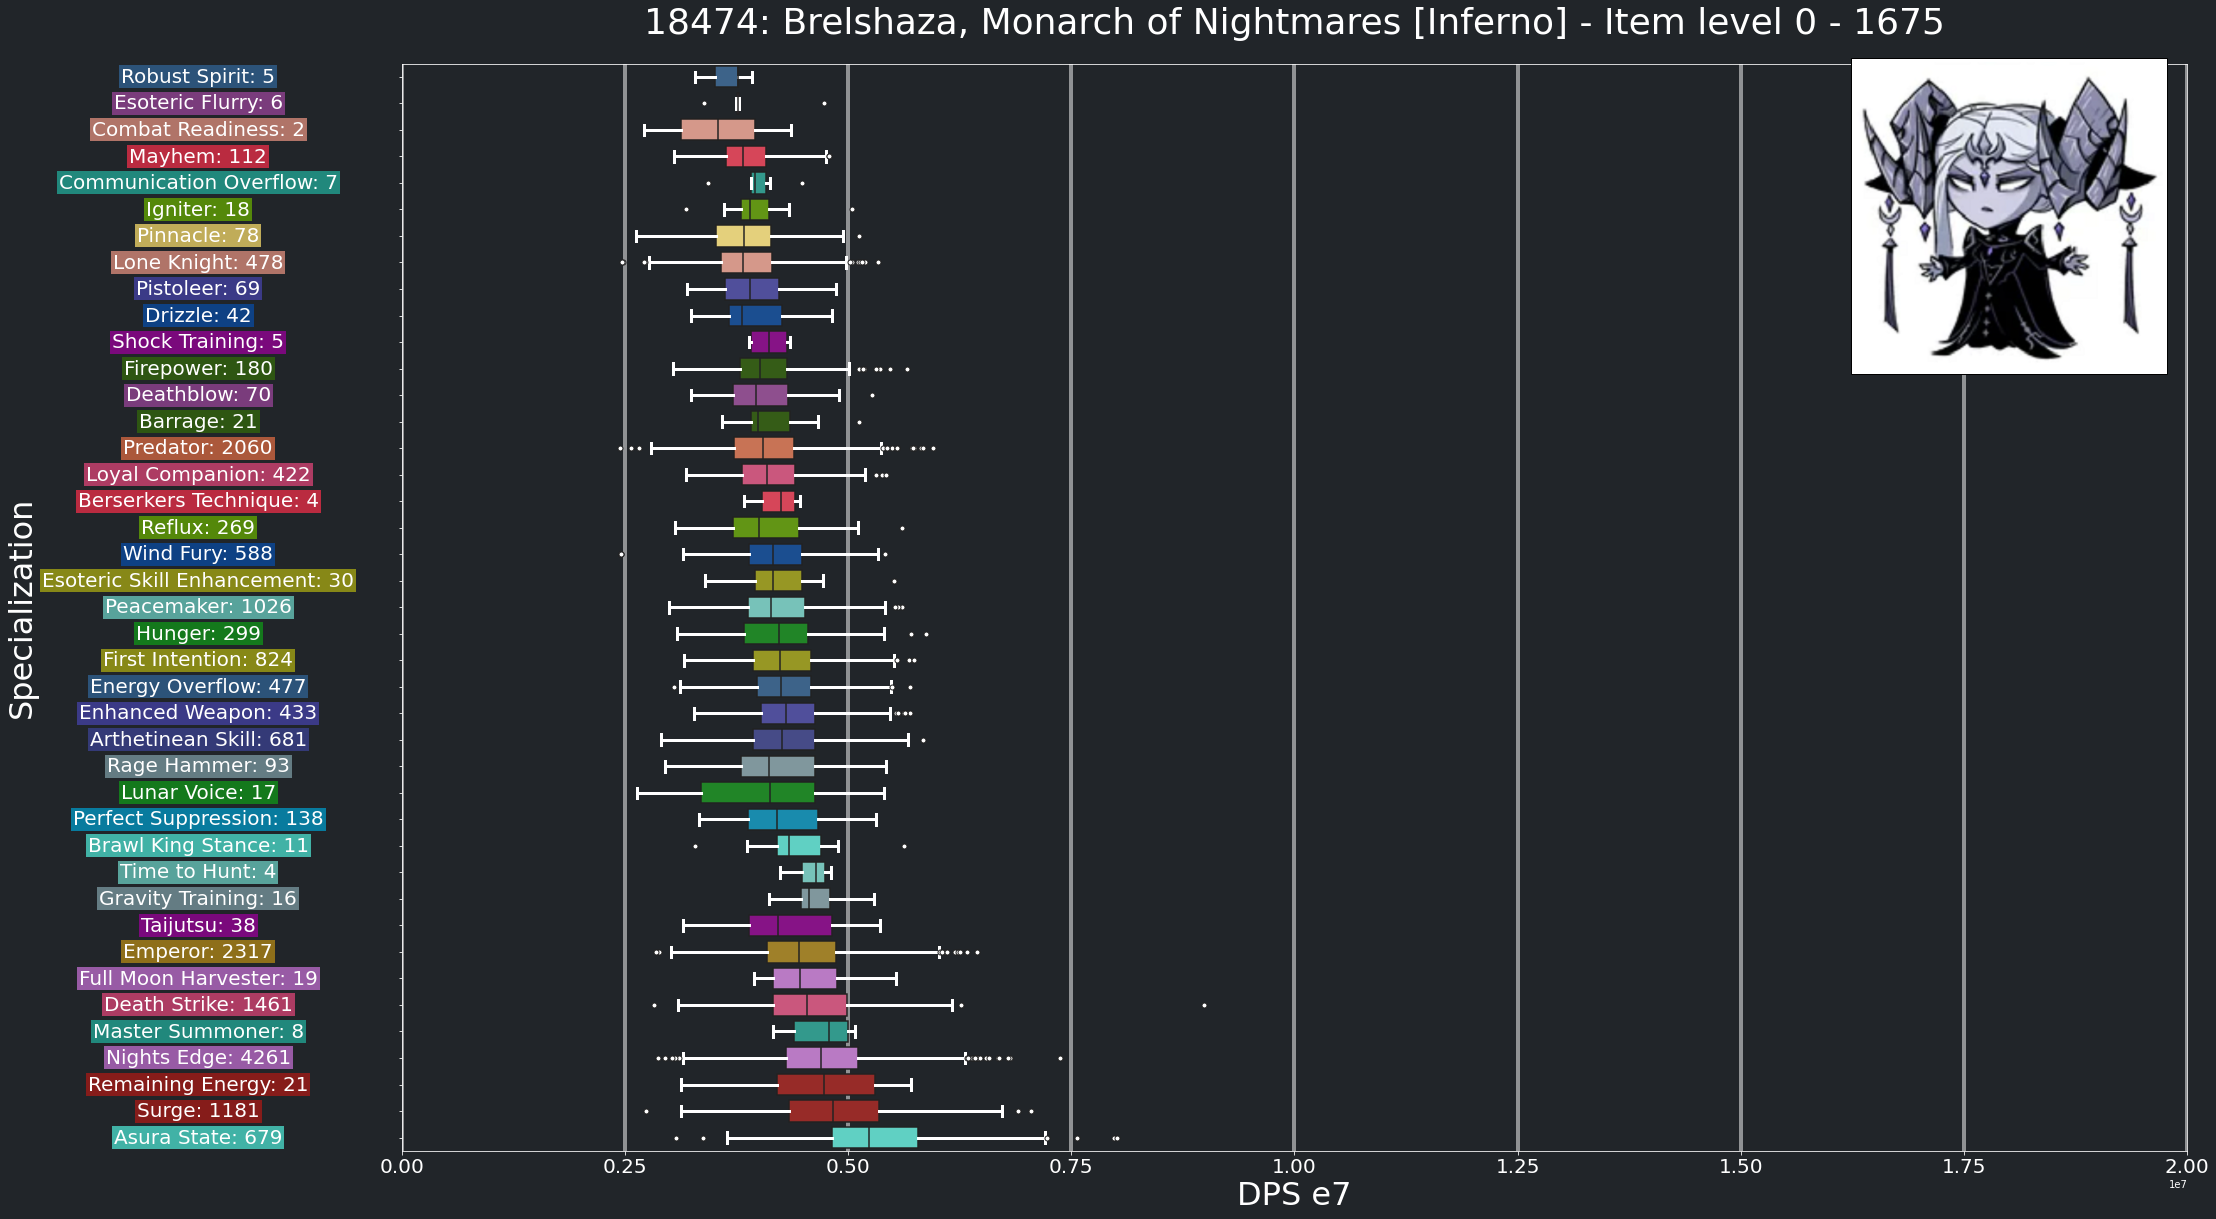 18474: Brelshaza, Monarch of Nightmares [Inferno] - Item level 0 - 1675
Specialization
Robust Spirit: 5
Esoteric Flurry: 6
Combat Readiness: 2
Mayhem: 112
Communication Overflow: 7
Igniter: 18
Pinnacle: 78
Lone Knight: 478
Pistoleer: 69
Drizzle: 42
Shock Training: 5
Firepower: 180
Deathblow: 70
Barrage: 21
Predator: 2060
Loyal Companion: 422
Berserkers Technique: 4
Reflux: 269
Wind Fury: 588
Esoteric Skill Enhancement: 30
Peacemaker: 1026
Hunger: 299
First Intention: 824
Energy Overflow: 477
Enhanced Weapon: 433
Arthetinean Skill: 681
Rage Hammer: 93
Lunar Voice: 17
Perfect Suppression: 138
Brawl King Stance: 11
Time to Hunt: 4
Gravity Training: 16
Taijutsu: 38
Emperor: 2317
Full Moon Harvester: 19
Death Strike: 1461
Master Summoner: 8
Nights Edge: 4261
Remaining Energy: 21
Surge: 1181
Asura State: 679
0.00 0.25 0.50 0.75 1.00 1.25 1.50 1.75 2.00
1e7
DPS e7